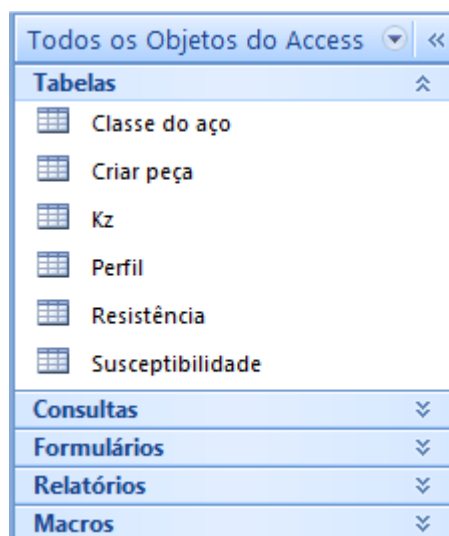 Todos os Objetos do Access
Tabelas
Classe do aço
Criar peça
Kz
Perfil
Resistência
Susceptibilidade
Consultas
Formulários
Relatórios
Macros